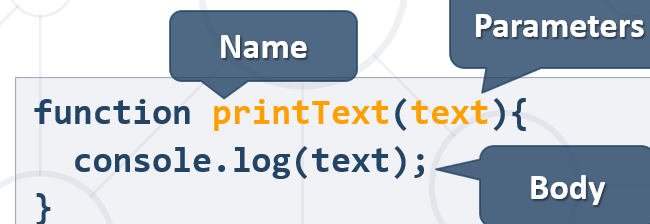 Parameters
Name
function printText(text){
console.log(text);
Body
}